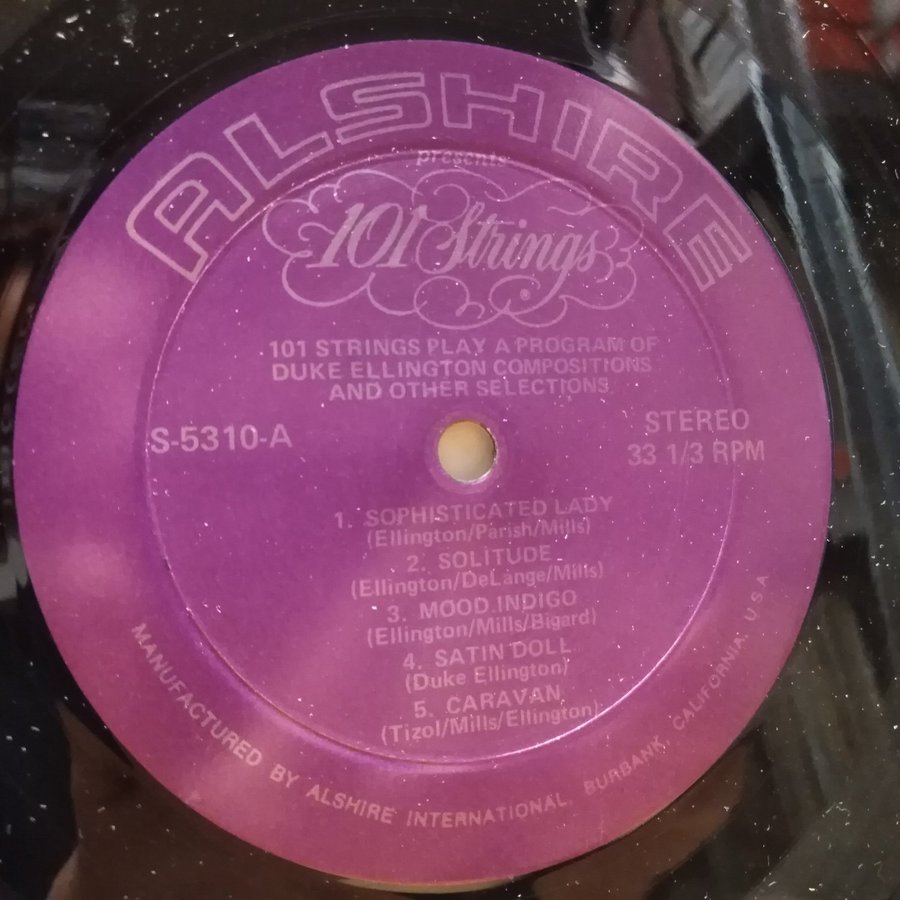 ALSHIRE
presents
101 Strings
®
101 STRINGS PLAY A PROGRAM OF
DUKE ELLINGTON COMPOSITIONS
AND OTHER SELECTIONS
S-5310-A
STEREO
33 1/3 RPM
1. SOPHISTICATED LADY
(Ellington/Parish/Mills)
2. SOLITUDE
(Ellington/DeLange/Mills)
3. MOOD INDIGO
(Ellington/Mills/Bigard)
4. SATIN DOLL
(Duke Ellington)
5. CARAVAN
(Tizol/Mills/Ellington)
MANUFACTURED BY ALSHIRE INTERNATIONAL, BURBANK, CALIFORNIA, U.S.A.